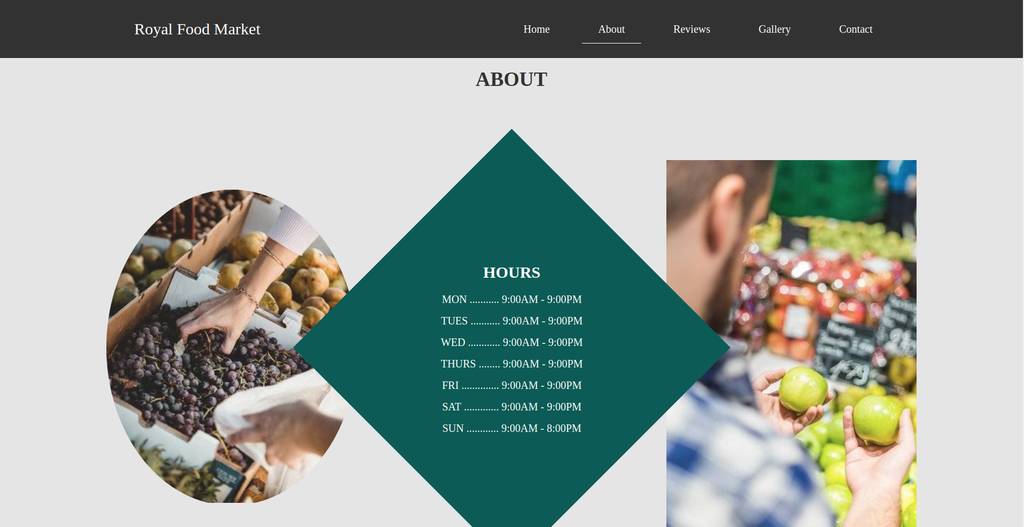 Royal Food Market
Home
About
Reviews
Gallery
Contact
ABOUT
HOURS
MON ........... 9:00AM - 9:00PM
TUES ........... 9:00AM - 9:00PM
WED ............ 9:00AM - 9:00PM
THURS ........ 9:00AM - 9:00PM
FRI .............. 9:00AM - 9:00PM
SAT ............. 9:00AM - 9:00PM
SUN ............ 9:00AM - 8:00PM